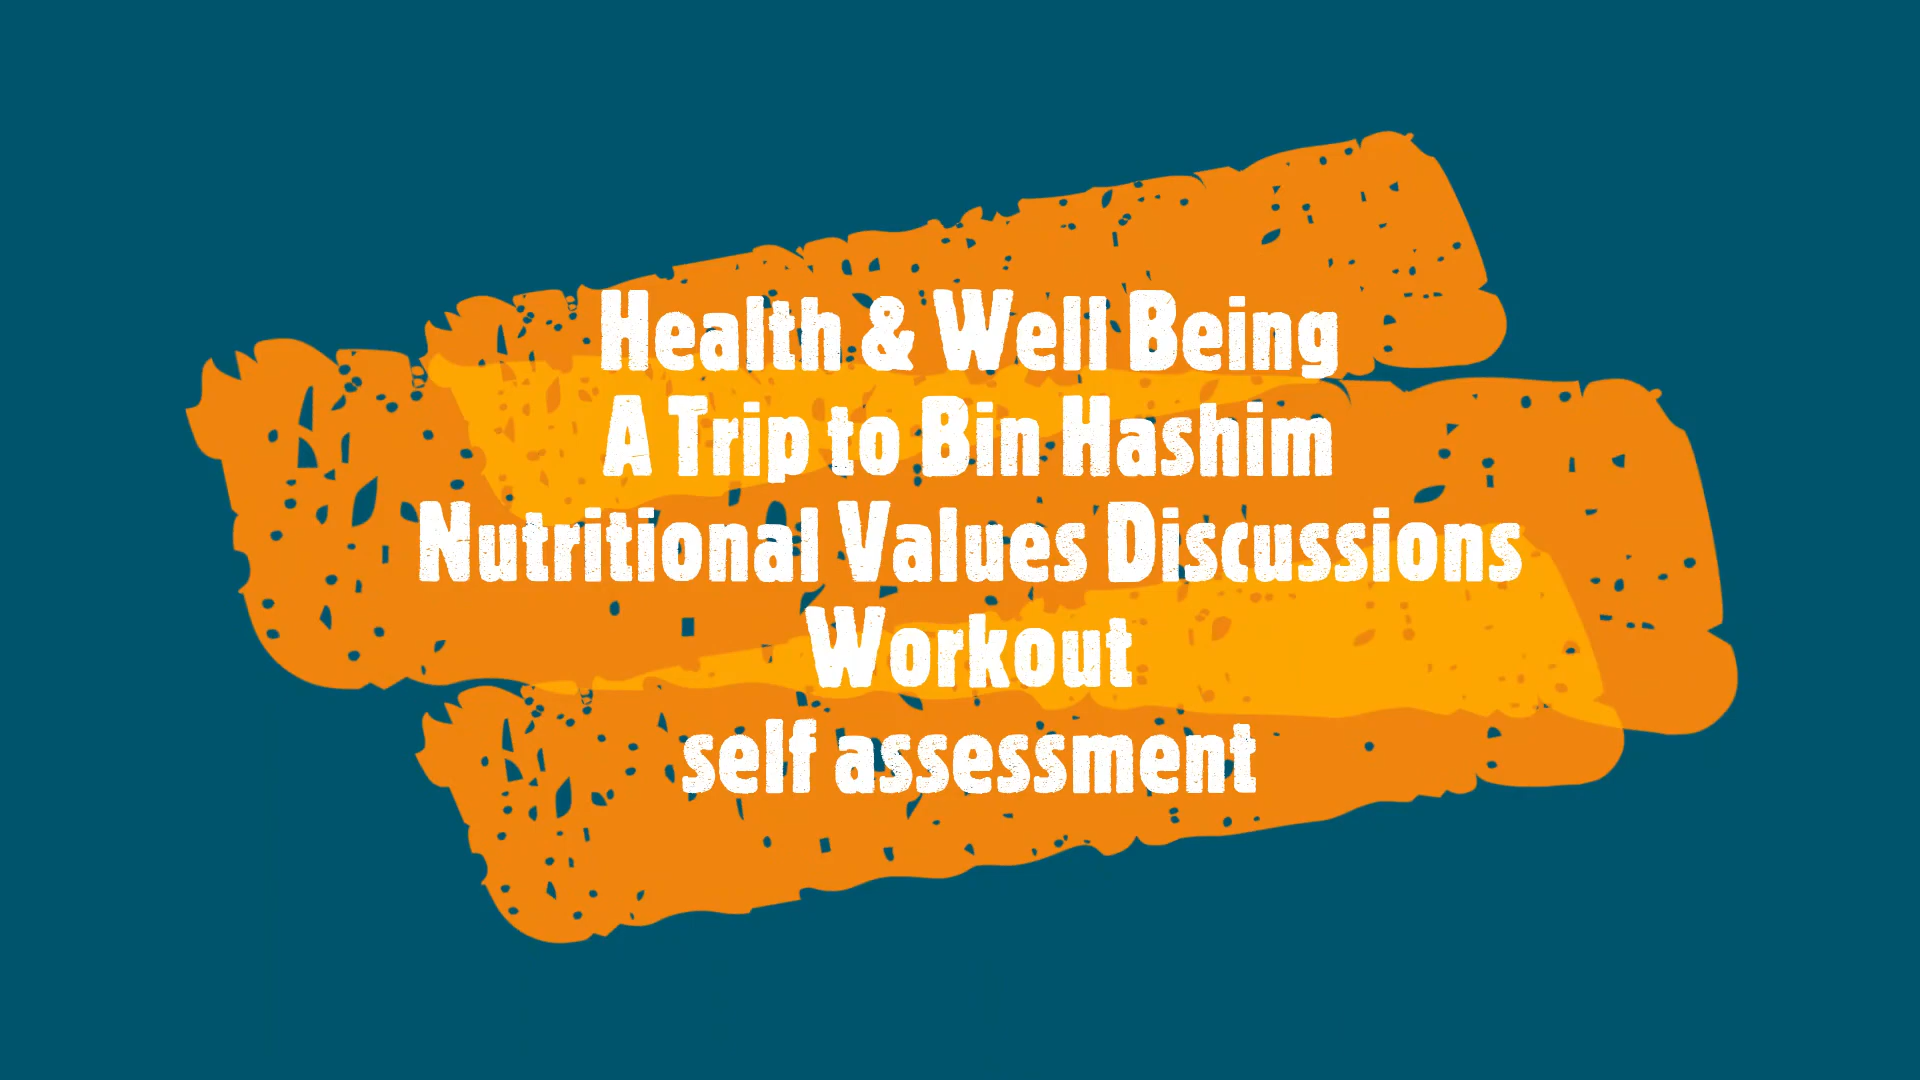 Health & Well Being
A Trip to Bin Hashim
Nutritional Values Discussions
Workout
self assessment